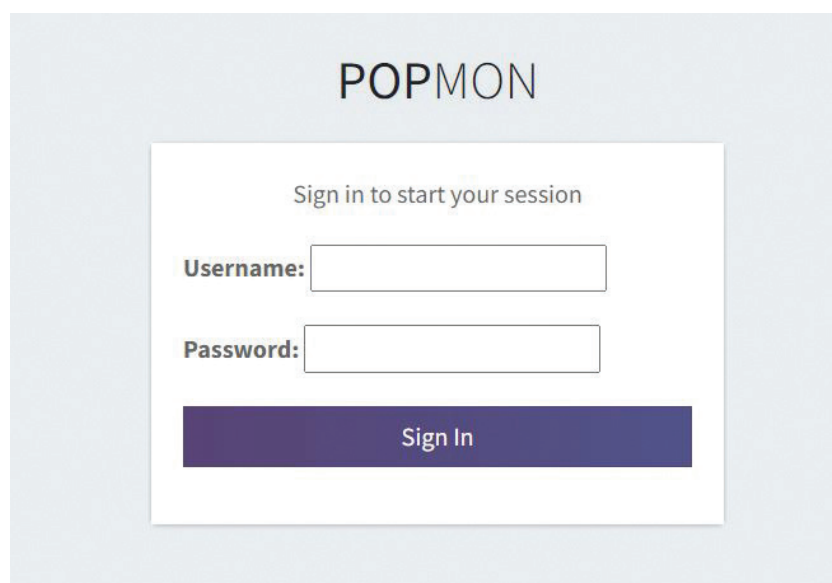 POPMON
Sign in to start your session
Username:
Password:
Sign In